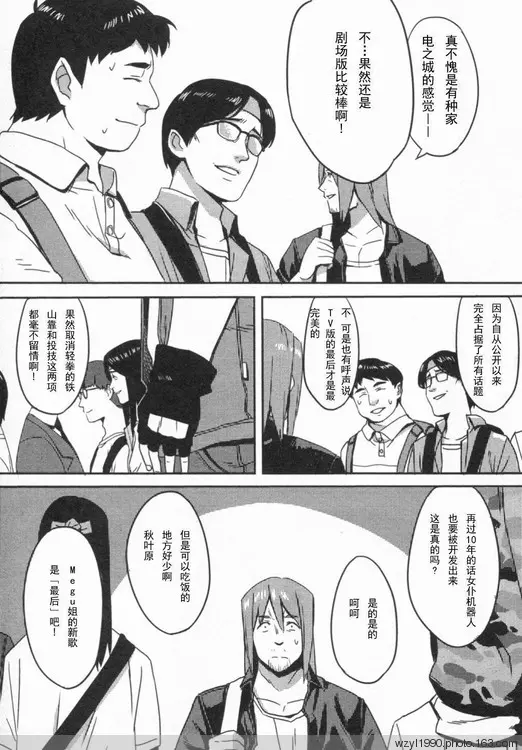 真不愧是有种家
电之城的感觉——
不…果然还是
剧场版比较棒啊！
因为自从公开以来
完全占据了所有话题
不 可是也有呼声说
TV版的最后才是最
完美的
果然取消轻拳的铁
山靠和投技这两项
都毫不留情啊！
再过10年的话女仆机器人
也要被开发出来
这是真的吗？
是的是的
呵呵
但是可以吃饭的
地方好少啊
秋叶原
Megu姐的新歌
是「最后」吧！
wzyl1990.photo.163.com